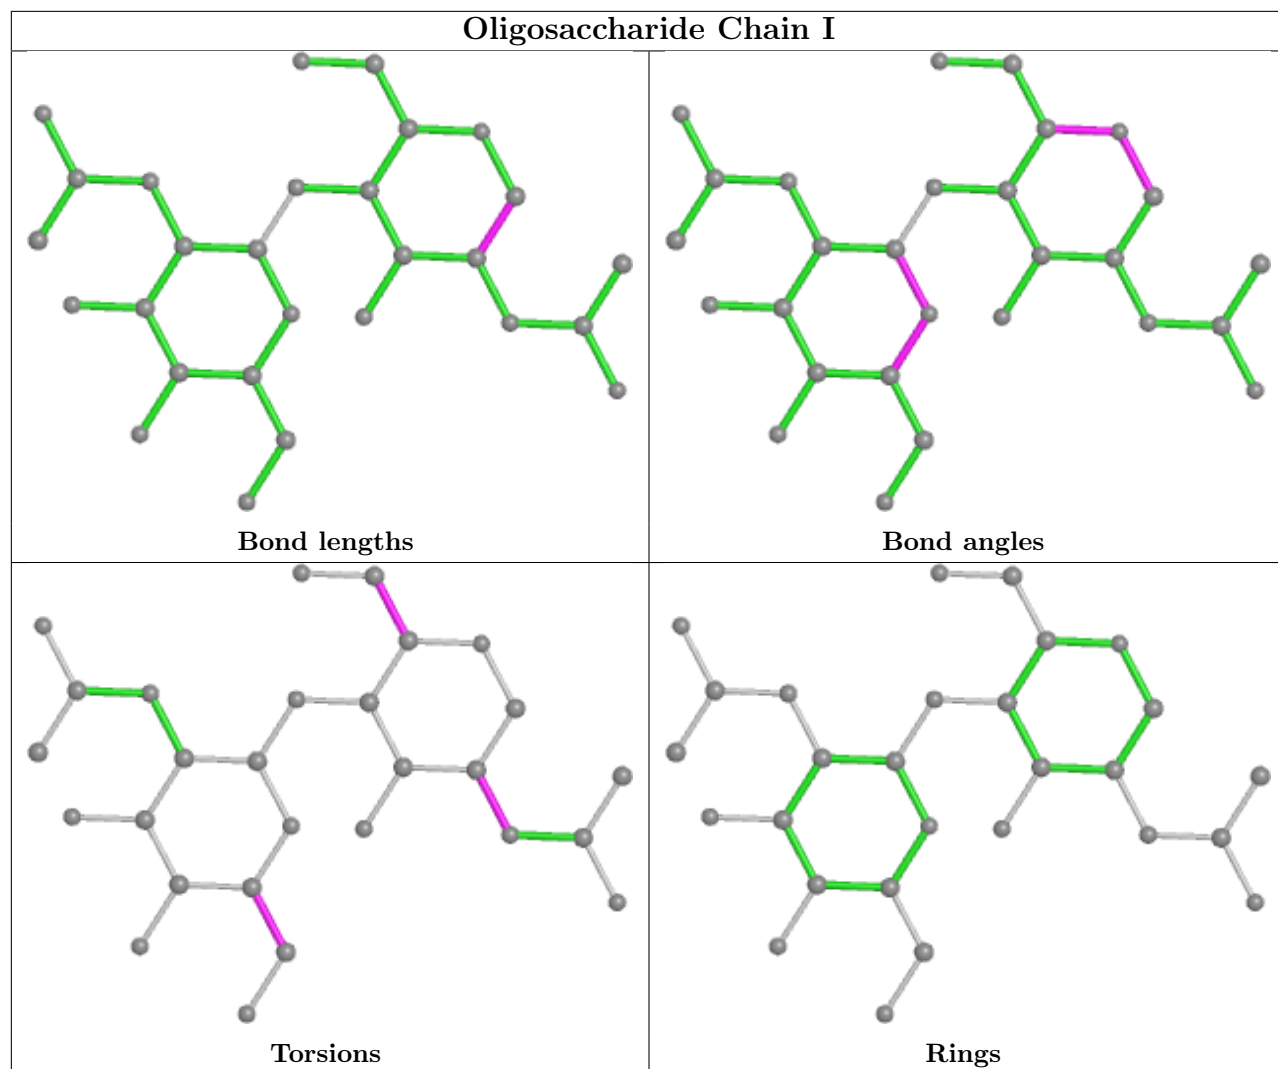 Oligosaccharide Chain I
Bond lengths
Bond angles
Torsions
Rings